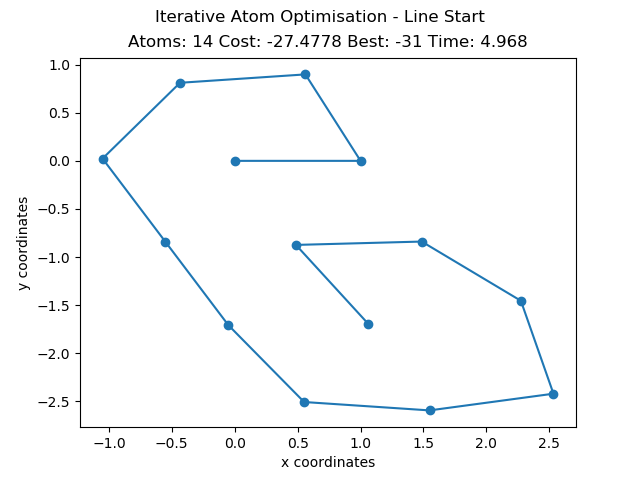 Iterative Atom Optimisation - Line Start
Atoms: 14 Cost: -27.4778 Best: -31 Time: 4.968
1.0
0.5
0.0
−0.5
−1.0
−1.5
−2.0
−2.5
y coordinates
−1.0 −0.5 0.0 0.5 1.0 1.5 2.0 2.5
x coordinates